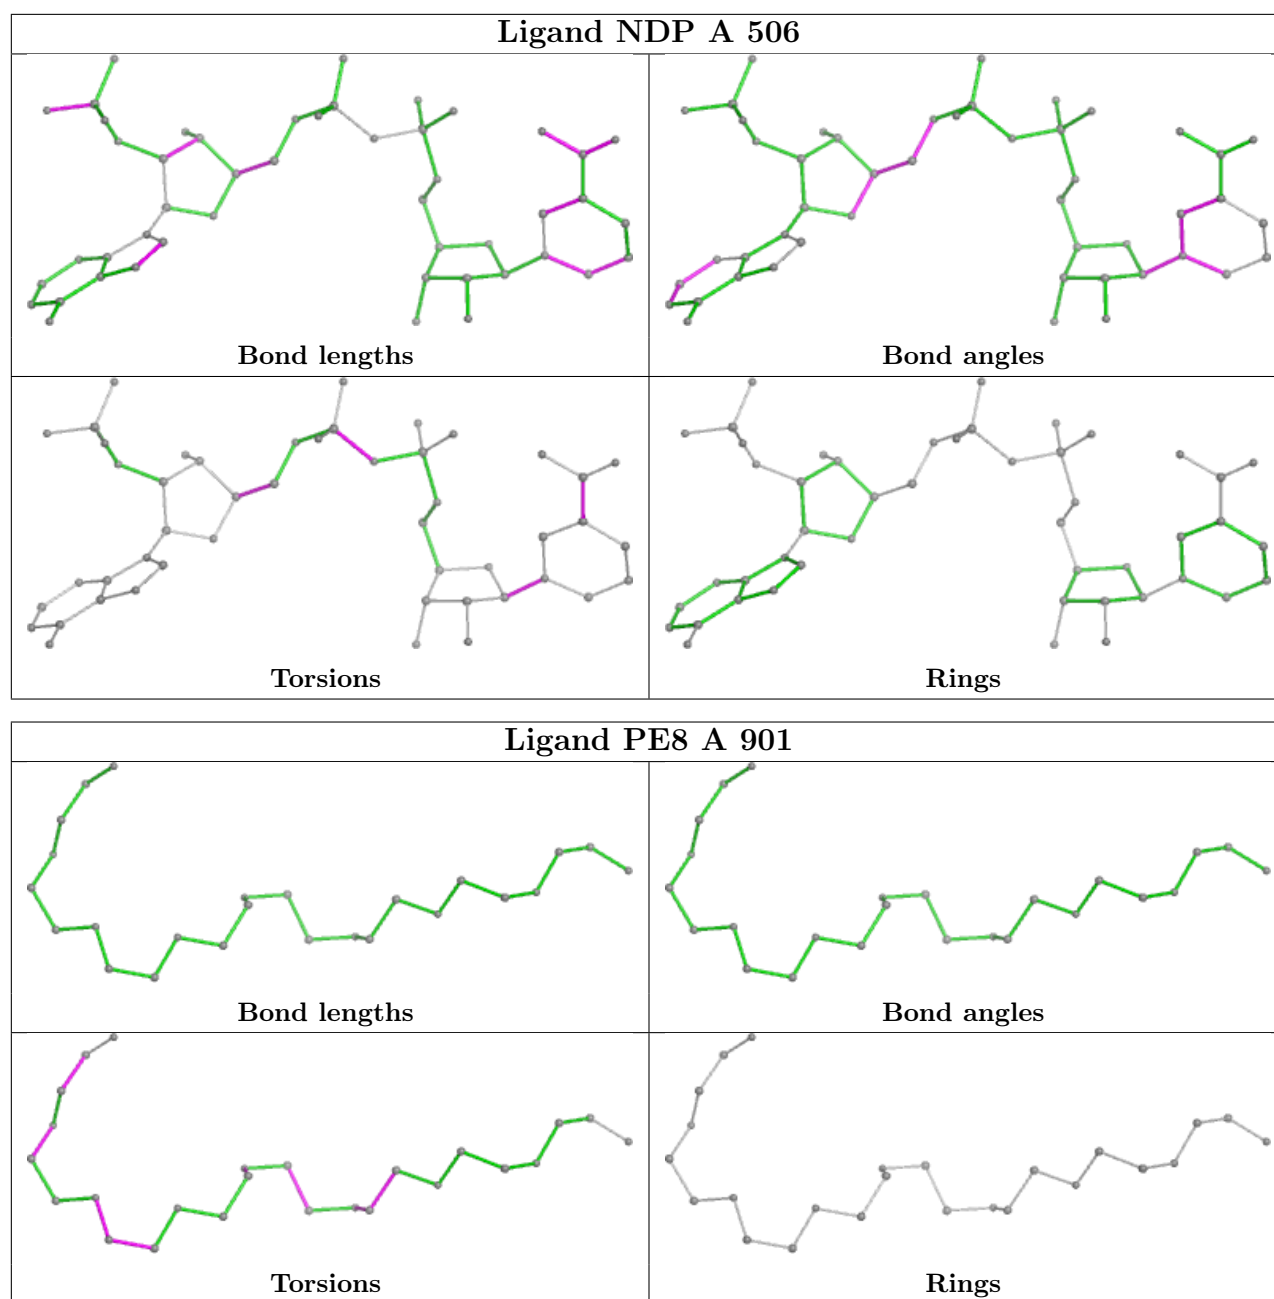 Ligand NDP A 506
Bond lengths
Bond angles
Torsions
Rings
Ligand PE8 A 901
Bond lengths
Bond angles
Torsions
Rings